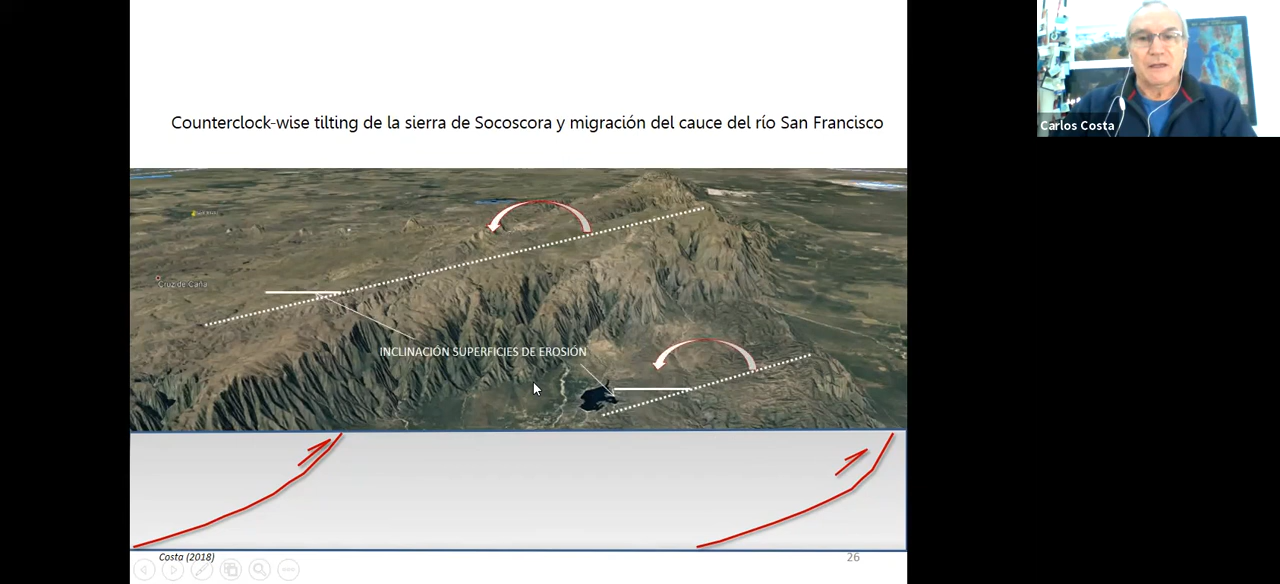 Counterclock-wise tilting de la sierra de Socoscora y migración del cauce del río San Francisco
Carlos Costa
Cruz de Caña
INCLINACIÓN SUPERFICIES DE EROSIÓN
Costa (2018)
26